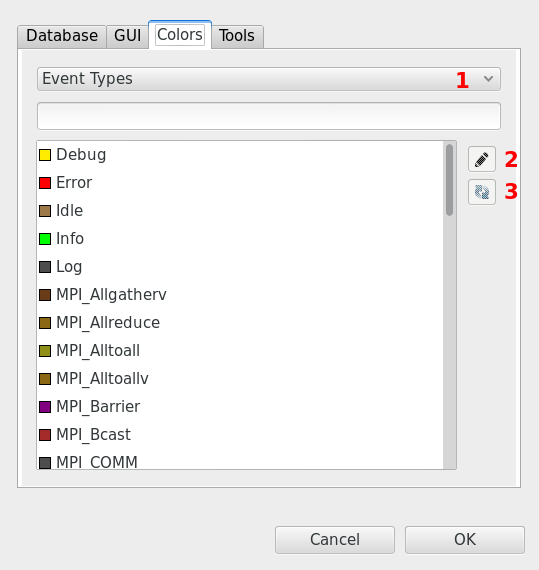 Database GUI Colors Tools
Event Types 1
Debug 2
Error 3
Idle
Info
Log
MPI_Allgatherv
MPI_Allreduce
MPI_Alltoall
MPI_Alltoallv
MPI_Barrier
MPI_Bcast
MPI_COMM
Cancel OK